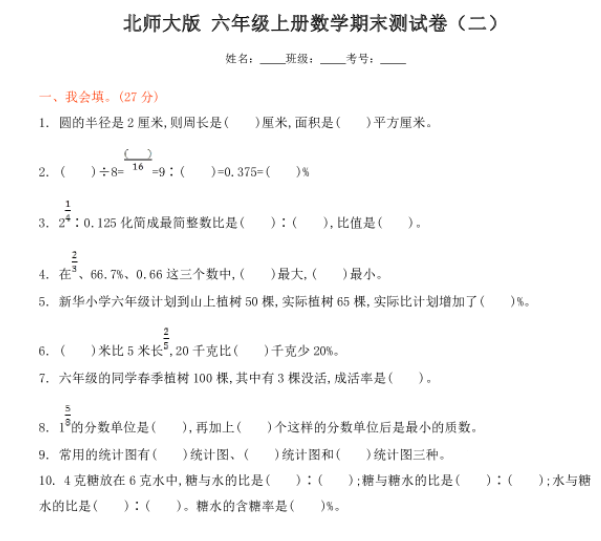 北师大版 六年级上册数学期末测试卷（二）
姓名：____班级：____考号：____
一、我会填。(27 分)
1. 圆的半径是 2 厘米,则周长是(    )厘米,面积是(    )平方厘米。
2. (    )÷8=(    )/16=9∶(    )=0.375=(    )%
3. 2 1/4∶0.125 化简成最简整数比是(    )∶(    ),比值是(    )。
4. 在 2/3、66.7%、0.66 这三个数中,(    )最大,(    )最小。
5. 新华小学六年级计划到山上植树 50 棵,实际植树 65 棵,实际比计划增加了(    )%。
6. (    )米比 5 米长 2/5,20 千克比(    )千克少 20%。
7. 六年级的同学春季植树 100 棵,其中有 3 棵没活,成活率是(    )。
8. 1 5/8的分数单位是(    ),再加上(    )个这样的分数单位后是最小的质数。
9. 常用的统计图有(    )统计图、(    )统计图和(    )统计图三种。
10. 4 克糖放在 6 克水中,糖与水的比是(    )∶(    );糖与糖水的比是(    )∶(    );水与糖
水的比是(    )∶(    )。糖水的含糖率是(    )%。